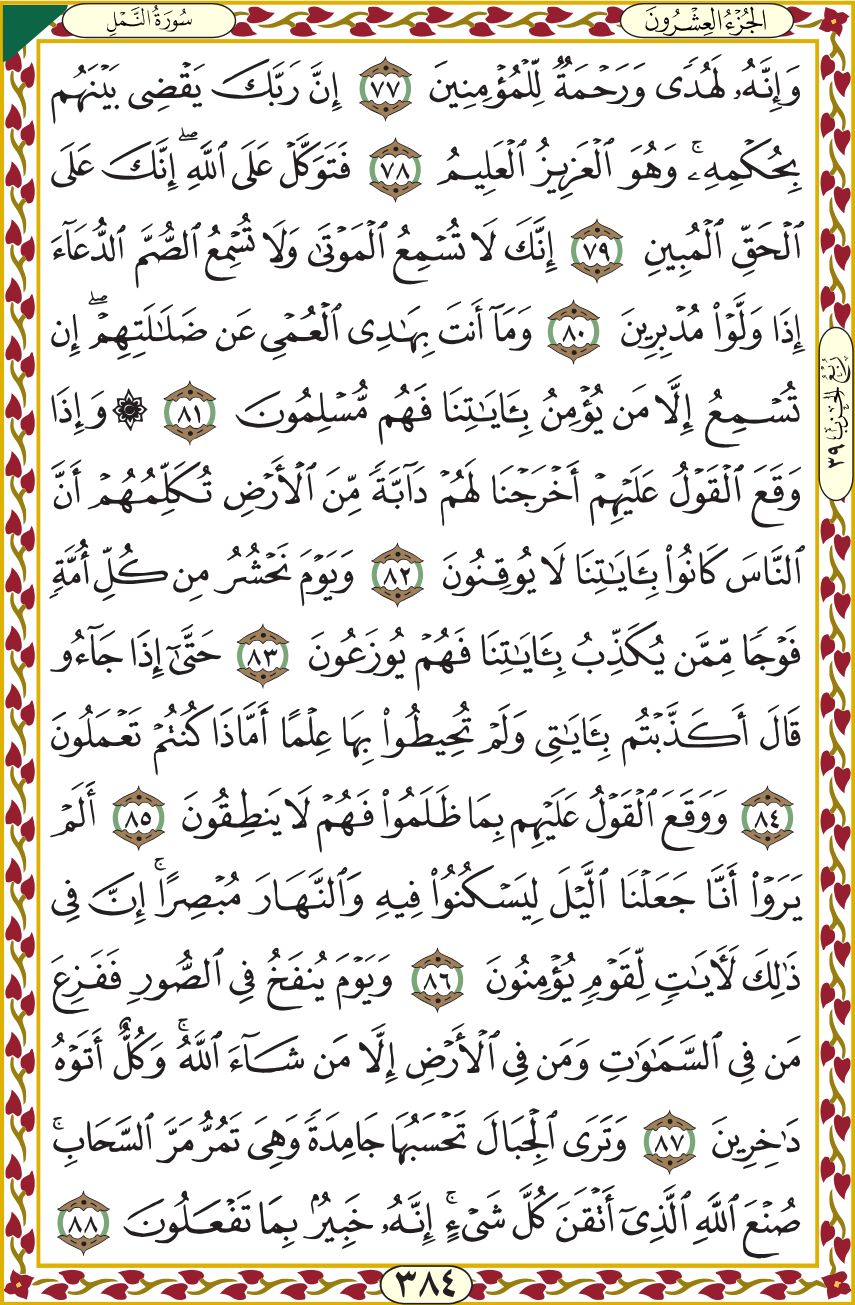 الجُزْءُ العِشْرُونَ
سُورَةُ النَّمْلِ
وَإِنَّهُۥ لَهُدًى وَرَحْمَةٌ لِّلْمُؤْمِنِينَ ٧٧ إِنَّ رَبَّكَ يَقْضِى بَيْنَهُم
بِحُكْمِهِۦۚ وَهُوَ ٱلْعَزِيزُ ٱلْعَلِيمُ ٧٨ فَتَوَكَّلْ عَلَى ٱللَّهِۖ إِنَّكَ عَلَى
ٱلْحَقِّ ٱلْمُبِينِ ٧٩ إِنَّكَ لَا تُسْمِعُ ٱلْمَوْتَىٰ وَلَا تُسْمِعُ ٱلصُّمَّ ٱلدُّعَآءَ
إِذَا وَلَّوْا۟ مُدْبِرِينَ ٨٠ وَمَآ أَنتَ بِهَـٰدِى ٱلْعُمْىِ عَن ضَلَـٰلَتِهِمْۖ إِن
تُسْمِعُ إِلَّا مَن يُؤْمِنُ بِـَٔايَـٰتِنَا فَهُم مُّسْلِمُونَ ٨١ ۞ وَإِذَا
وَقَعَ ٱلْقَوْلُ عَلَيْهِمْ أَخْرَجْنَا لَهُمْ دَآبَّةً مِّنَ ٱلْأَرْضِ تُكَلِّمُهُمْ أَنَّ
ٱلنَّاسَ كَانُوا۟ بِـَٔايَـٰتِنَا لَا يُوقِنُونَ ٨٢ وَيَوْمَ نَحْشُرُ مِن كُلِّ أُمَّةٍ
فَوْجًا مِّمَّن يُكَذِّبُ بِـَٔايَـٰتِنَا فَهُمْ يُوزَعُونَ ٨٣ حَتَّىٰٓ إِذَا جَآءُو
قَالَ أَكَذَّبْتُم بِـَٔايَـٰتِى وَلَمْ تُحِيطُوا۟ بِهَا عِلْمًا أَمَّاذَا كُنتُمْ تَعْمَلُونَ
٨٤ وَوَقَعَ ٱلْقَوْلُ عَلَيْهِم بِمَا ظَلَمُوا۟ فَهُمْ لَا يَنطِقُونَ ٨٥ أَلَمْ
يَرَوْا۟ أَنَّا جَعَلْنَا ٱلَّيْلَ لِيَسْكُنُوا۟ فِيهِ وَٱلنَّهَارَ مُبْصِرًاۚ إِنَّ فِى
ذَٰلِكَ لَـَٔايَـٰتٍ لِّقَوْمٍ يُؤْمِنُونَ ٨٦ وَيَوْمَ يُنفَخُ فِى ٱلصُّورِ فَفَزِعَ
مَن فِى ٱلسَّمَـٰوَٰتِ وَمَن فِى ٱلْأَرْضِ إِلَّا مَن شَآءَ ٱللَّهُۚ وَكُلٌّ أَتَوْهُ
دَٰخِرِينَ ٨٧ وَتَرَى ٱلْجِبَالَ تَحْسَبُهَا جَامِدَةً وَهِىَ تَمُرُّ مَرَّ ٱلسَّحَابِۚ
صُنْعَ ٱللَّهِ ٱلَّذِىٓ أَتْقَنَ كُلَّ شَىْءٍۚ إِنَّهُۥ خَبِيرٌۢ بِمَا تَفْعَلُونَ ٨٨
رُبْعُ الحِزْبِ ٣٩
٣٨٤